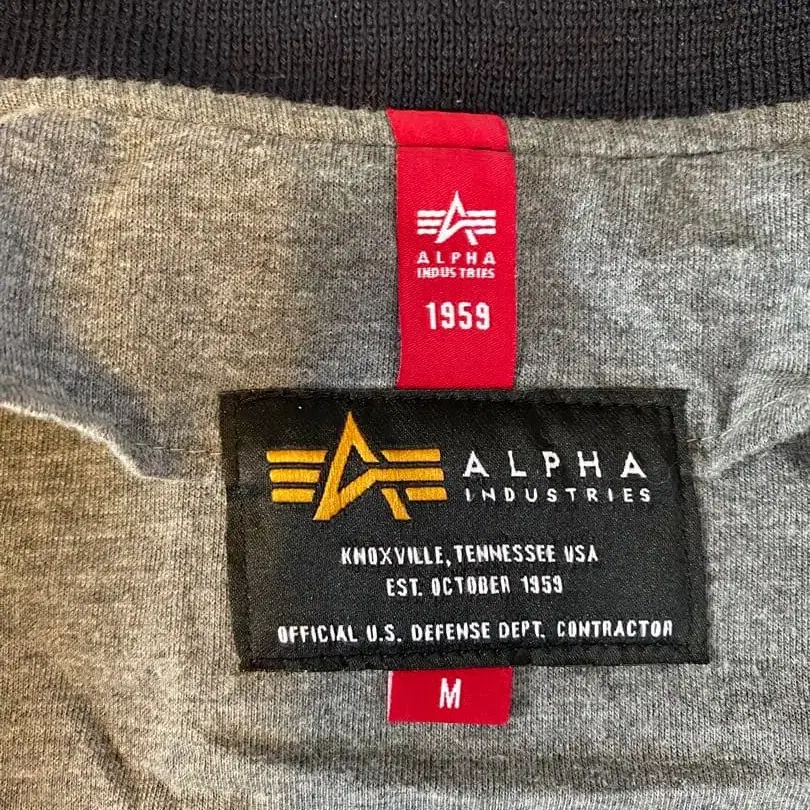 ALPHA
INDUSTRIES
1959
ALPHA
INDUSTRIES
KNOXVILLE, TENNESSEE USA
EST. OCTOBER 1959
OFFICIAL U.S. DEFENSE DEPT. CONTRACTOR
M